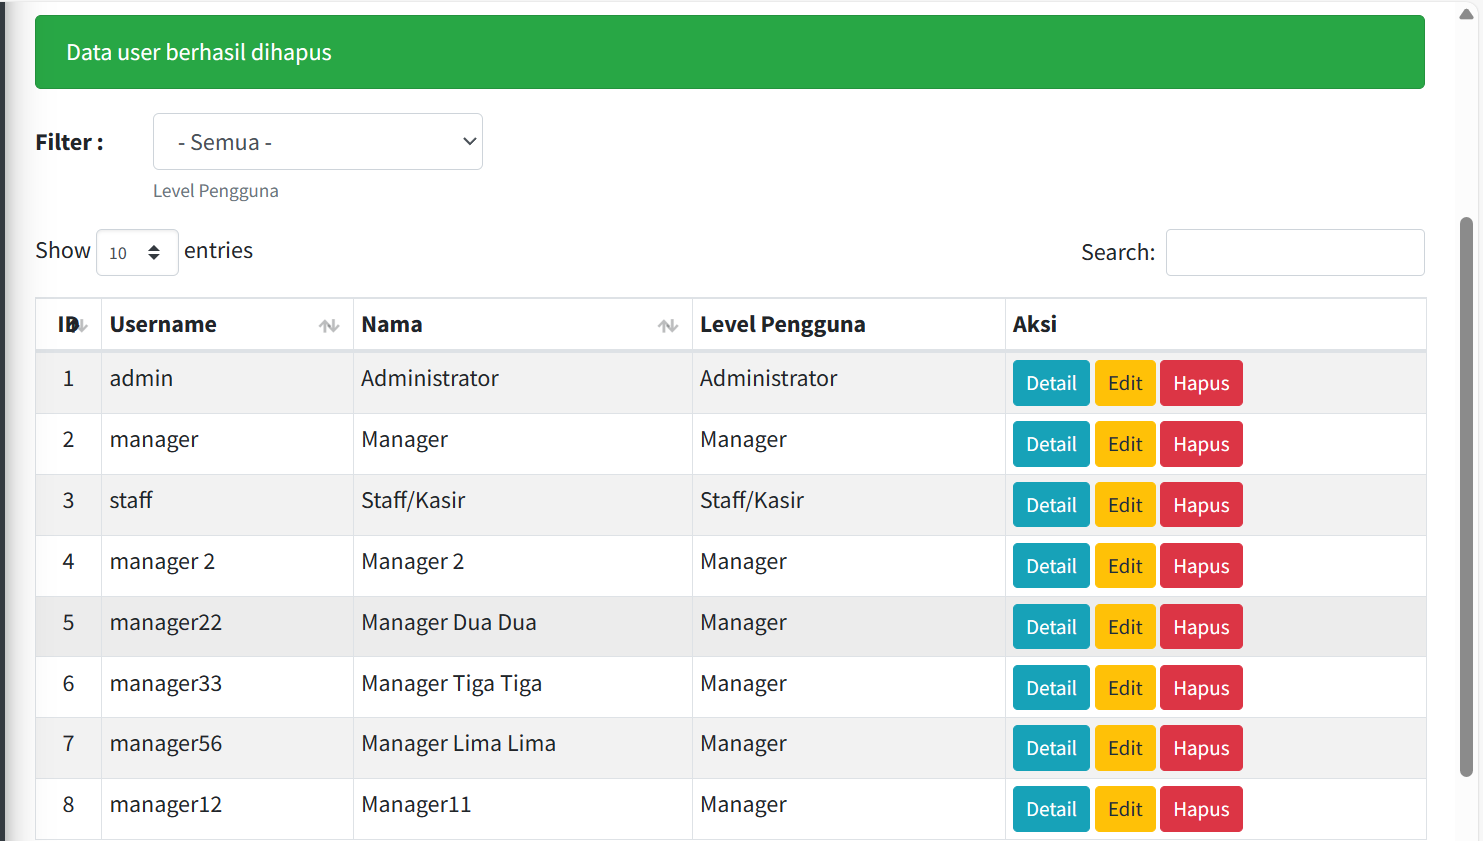 Data user berhasil dihapus
Filter :
- Semua -
Level Pengguna
Show 10 entries
Search:
ID Username Nama Level Pengguna Aksi
1 admin Administrator Administrator Detail Edit Hapus
2 manager Manager Manager Detail Edit Hapus
3 staff Staff/Kasir Staff/Kasir Detail Edit Hapus
4 manager 2 Manager 2 Manager Detail Edit Hapus
5 manager22 Manager Dua Dua Manager Detail Edit Hapus
6 manager33 Manager Tiga Tiga Manager Detail Edit Hapus
7 manager56 Manager Lima Lima Manager Detail Edit Hapus
8 manager12 Manager11 Manager Detail Edit Hapus